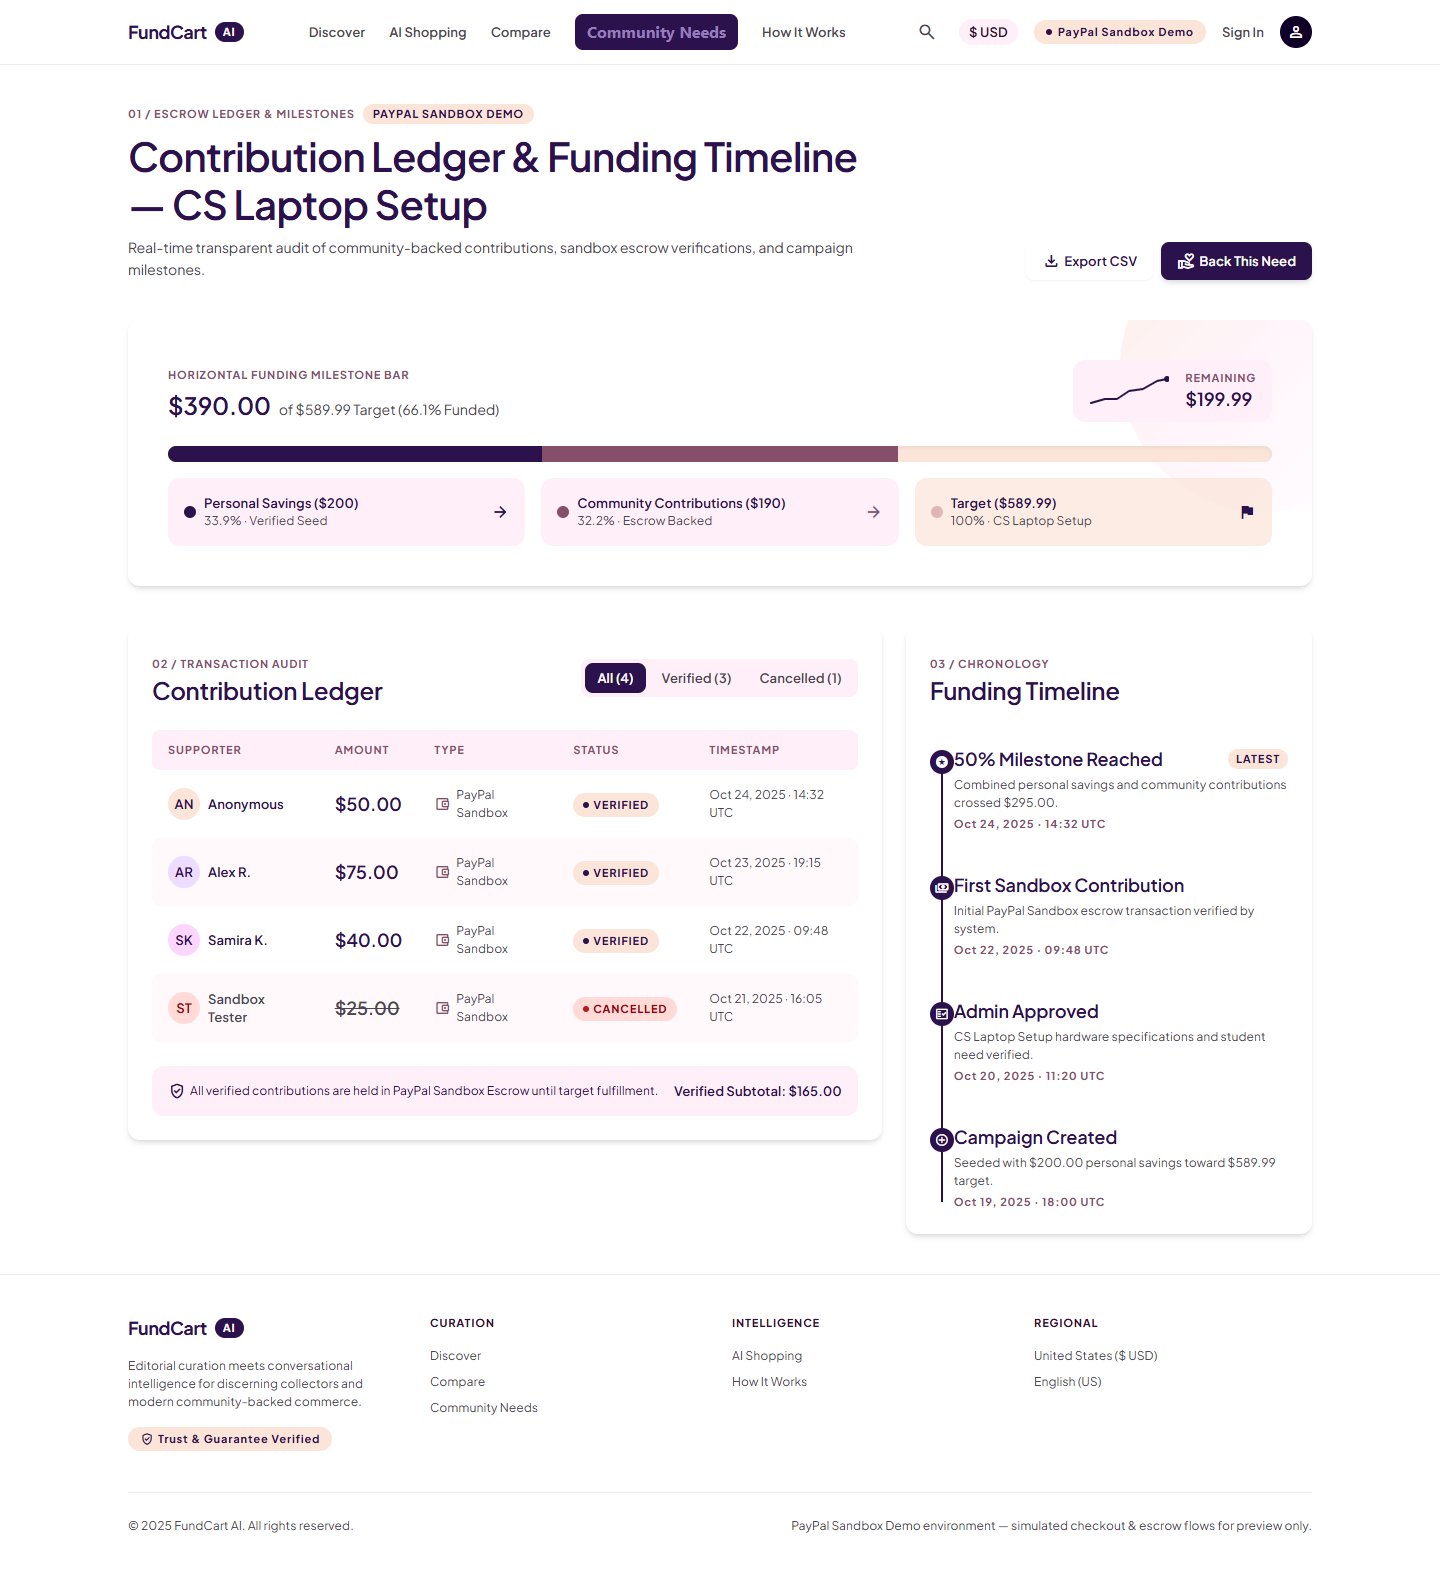 FundCart AI
Discover
AI Shopping
Compare
Community Needs
How It Works
$ USD
PayPal Sandbox Demo
Sign In
01 / ESCROW LEDGER & MILESTONES
PAYPAL SANDBOX DEMO
Contribution Ledger & Funding Timeline
— CS Laptop Setup
Real-time transparent audit of community-backed contributions, sandbox escrow verifications, and campaign
milestones.
Export CSV
Back This Need
HORIZONTAL FUNDING MILESTONE BAR
$390.00 of $589.99 Target (66.1% Funded)
REMAINING
$199.99
Personal Savings ($200)
33.9% · Verified Seed
Community Contributions ($190)
32.2% · Escrow Backed
Target ($589.99)
100% · CS Laptop Setup
02 / TRANSACTION AUDIT
Contribution Ledger
All (4)
Verified (3)
Cancelled (1)
SUPPORTER AMOUNT TYPE STATUS TIMESTAMP
AN Anonymous $50.00 PayPal Sandbox VERIFIED Oct 24, 2025 · 14:32 UTC
AR Alex R. $75.00 PayPal Sandbox VERIFIED Oct 23, 2025 · 19:15 UTC
SK Samira K. $40.00 PayPal Sandbox VERIFIED Oct 22, 2025 · 09:48 UTC
ST Sandbox Tester $25.00 PayPal Sandbox CANCELLED Oct 21, 2025 · 16:05 UTC
All verified contributions are held in PayPal Sandbox Escrow until target fulfillment.
Verified Subtotal: $165.00
03 / CHRONOLOGY
Funding Timeline
50% Milestone Reached
LATEST
Combined personal savings and community contributions
crossed $295.00.
Oct 24, 2025 · 14:32 UTC
First Sandbox Contribution
Initial PayPal Sandbox escrow transaction verified by
system.
Oct 22, 2025 · 09:48 UTC
Admin Approved
CS Laptop Setup hardware specifications and student
need verified.
Oct 20, 2025 · 11:20 UTC
Campaign Created
Seeded with $200.00 personal savings toward $589.99
target.
Oct 19, 2025 · 18:00 UTC
FundCart AI
Editorial curation meets conversational
intelligence for discerning collectors and
modern community-backed commerce.
Trust & Guarantee Verified
CURATION
Discover
Compare
Community Needs
INTELLIGENCE
AI Shopping
How It Works
REGIONAL
United States ($ USD)
English (US)
© 2025 FundCart AI. All rights reserved.
PayPal Sandbox Demo environment — simulated checkout & escrow flows for preview only.